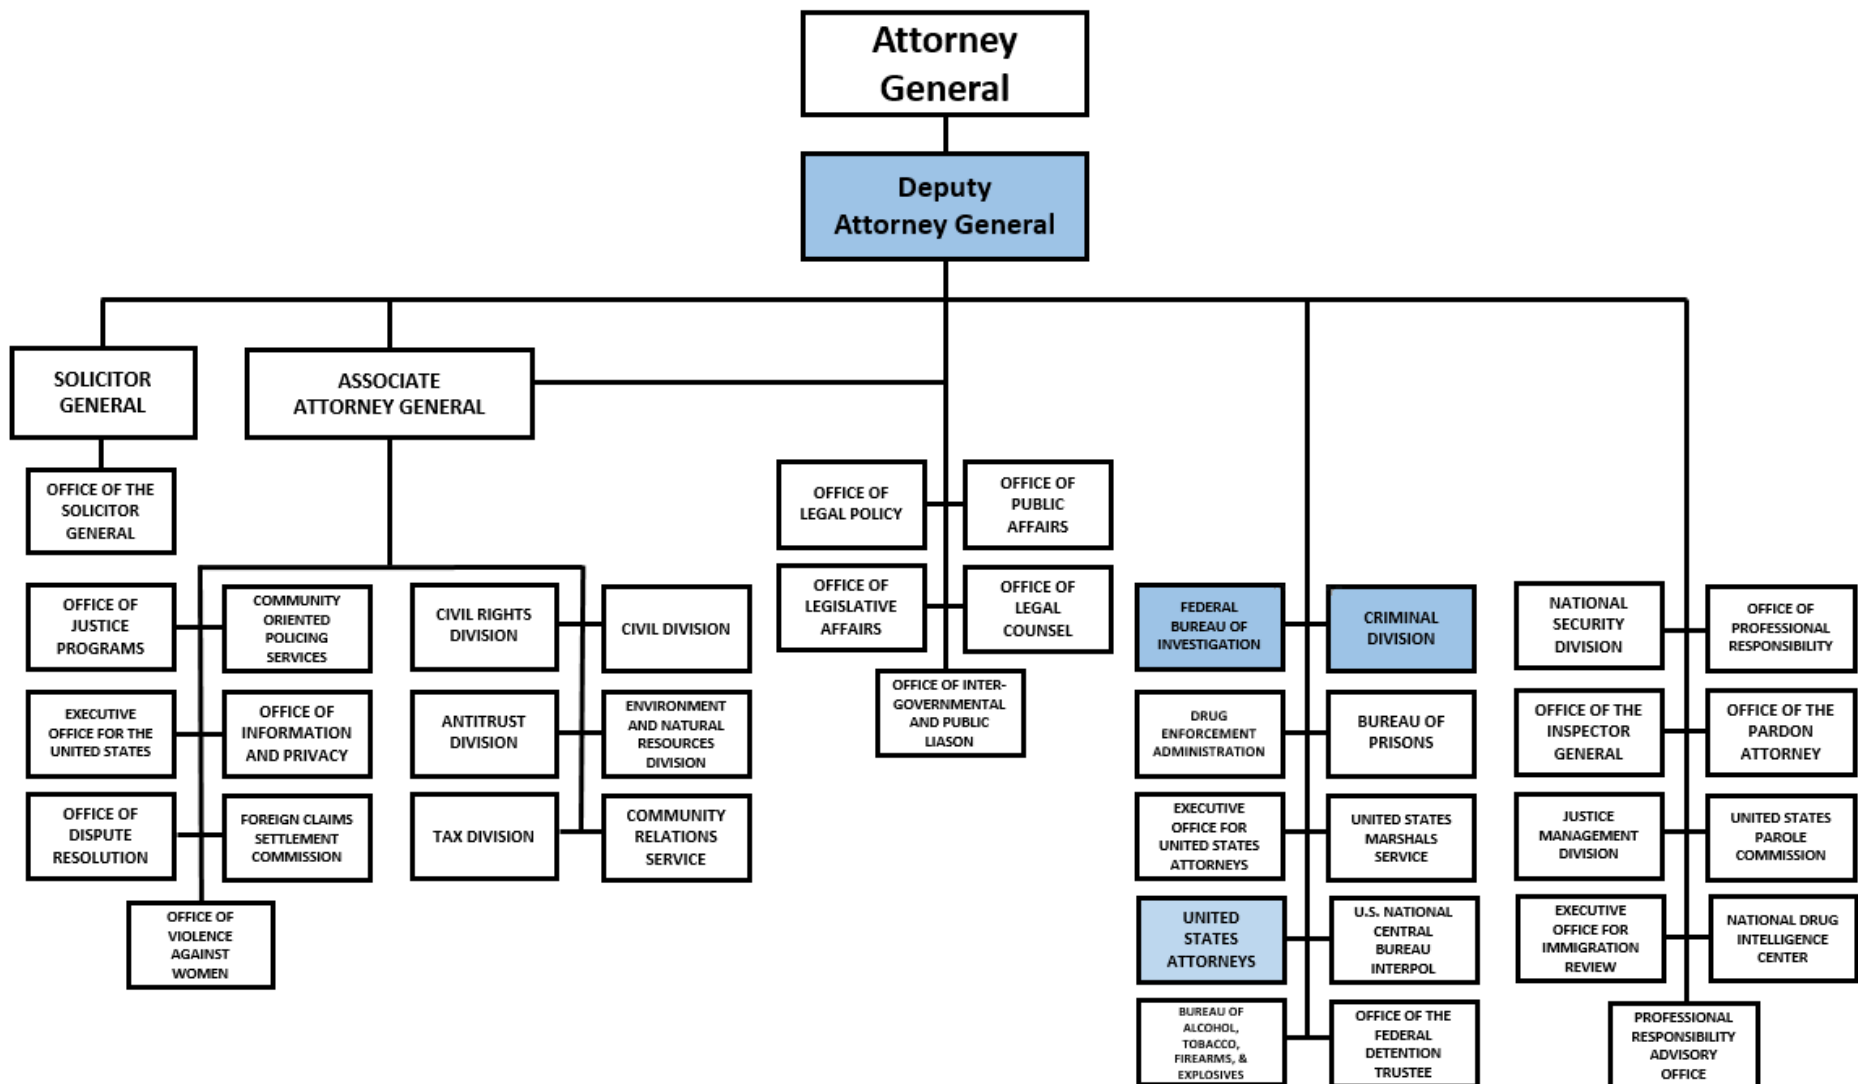 Attorney
General
Deputy
Attorney General
SOLICITOR
GENERAL
ASSOCIATE
ATTORNEY GENERAL
OFFICE OF THE
SOLICITOR
GENERAL
OFFICE OF
LEGAL POLICY
OFFICE OF
PUBLIC
AFFAIRS
OFFICE OF
LEGISLATIVE
AFFAIRS
OFFICE OF
LEGAL
COUNSEL
OFFICE OF INTER-
GOVERNMENTAL
AND PUBLIC
LIASON
OFFICE OF
JUSTICE
PROGRAMS
COMMUNITY
ORIENTED
POLICING
SERVICES
CIVIL RIGHTS
DIVISION
CIVIL DIVISION
EXECUTIVE
OFFICE FOR THE
UNITED STATES
OFFICE OF
INFORMATION
AND PRIVACY
ANTITRUST
DIVISION
ENVIRONMENT
AND NATURAL
RESOURCES
DIVISION
OFFICE OF
DISPUTE
RESOLUTION
FOREIGN CLAIMS
SETTLEMENT
COMMISSION
TAX DIVISION
COMMUNITY
RELATIONS
SERVICE
OFFICE OF
VIOLENCE
AGAINST
WOMEN
FEDERAL
BUREAU OF
INVESTIGATION
CRIMINAL
DIVISION
DRUG
ENFORCEMENT
ADMINISTRATION
BUREAU OF
PRISONS
EXECUTIVE
OFFICE FOR
UNITED STATES
ATTORNEYS
UNITED STATES
MARSHALS
SERVICE
UNITED
STATES
ATTORNEYS
U.S. NATIONAL
CENTRAL
BUREAU
INTERPOL
BUREAU OF
ALCOHOL,
TOBACCO,
FIREARMS, &
EXPLOSIVES
OFFICE OF THE
FEDERAL
DETENTION
TRUSTEE
NATIONAL
SECURITY
DIVISION
OFFICE OF
PROFESSIONAL
RESPONSIBILITY
OFFICE OF THE
INSPECTOR
GENERAL
OFFICE OF THE
PARDON
ATTORNEY
JUSTICE
MANAGEMENT
DIVISION
UNITED STATES
PAROLE
COMMISSION
EXECUTIVE
OFFICE FOR
IMMIGRATION
REVIEW
NATIONAL DRUG
INTELLIGENCE
CENTER
PROFESSIONAL
RESPONSIBILITY
ADVISORY
OFFICE